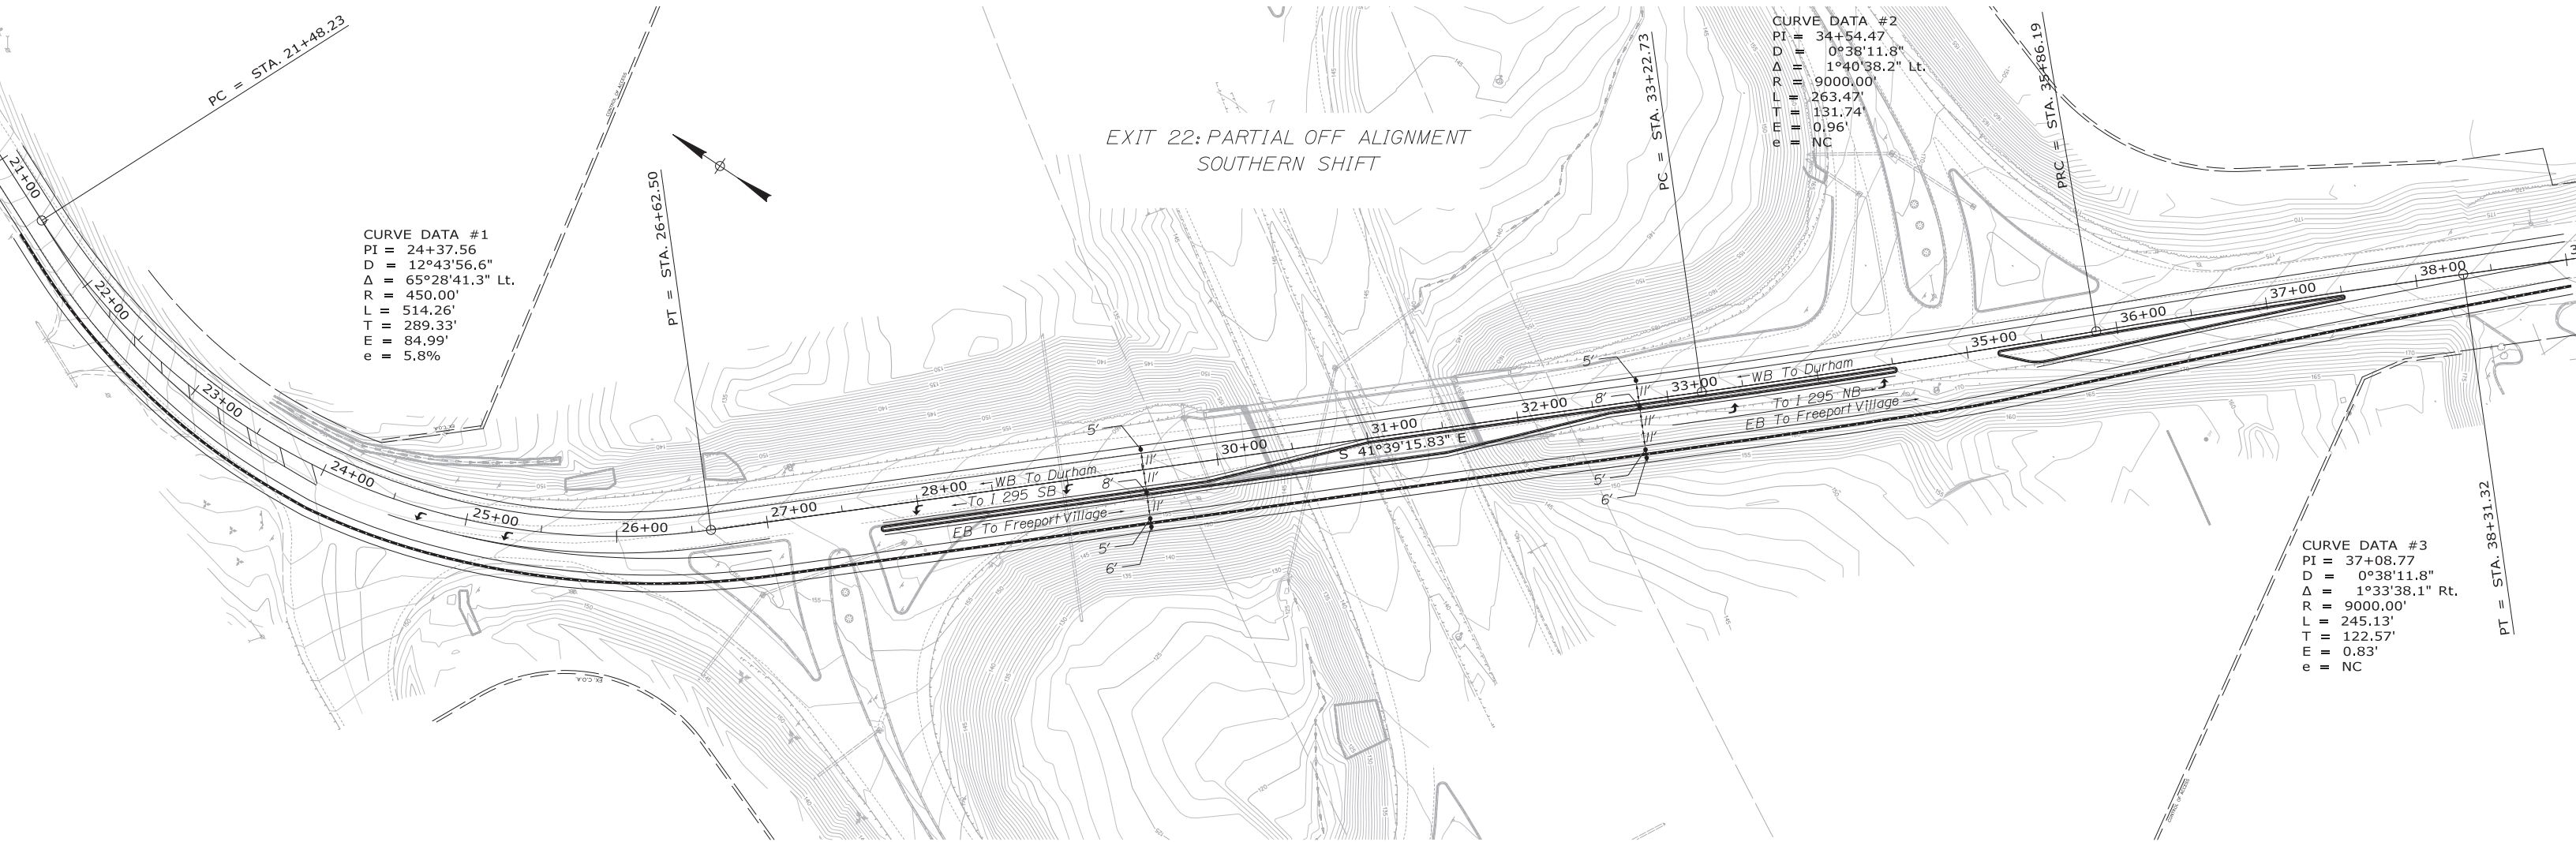 PC = STA. 21+48.23
CURVE DATA #1
PI = 24+37.56
D = 12°43'56.6"
Δ = 65°28'41.3" Lt.
R = 450.00'
L = 514.26'
T = 289.33'
E = 84.99'
e = 5.8%
PT = STA. 26+62.50
EXIT 22: PARTIAL OFF ALIGNMENT
SOUTHERN SHIFT
PC = STA. 33+22.73
CURVE DATA #2
PI = 34+54.47
D = 0°38'11.8"
Δ = 1°40'38.2" Lt.
R = 9000.00'
L = 263.47'
T = 131.74'
E = 0.96'
e = NC
PRC = STA. 35+86.19
21+00
22+00
23+00
24+00
25+00
26+00
27+00
28+00
30+00
31+00
32+00
33+00
35+00
36+00
37+00
38+00
WB To Durham
To I 295 SB
EB To Freeport Village
5'
11'
11'
8'
11'
5'
6'
S 41°39'15.83" E
5'
11'
8'
11'
11'
5'
6'
WB To Durham
To I 295 NB
EB To Freeport Village
CURVE DATA #3
PI = 37+08.77
D = 0°38'11.8"
Δ = 1°33'38.1" Rt.
R = 9000.00'
L = 245.13'
T = 122.57'
E = 0.83'
e = NC
PT = STA. 38+31.32
CONTROL OF ACCESS
EX. C.O.A.
CONTROL OF ACCESS